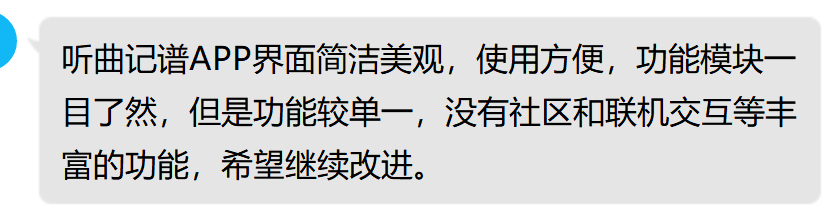 听曲记谱APP界面简洁美观，使用方便，功能模块一
目了然，但是功能较单一，没有社区和联机交互等丰
富的功能，希望继续改进。